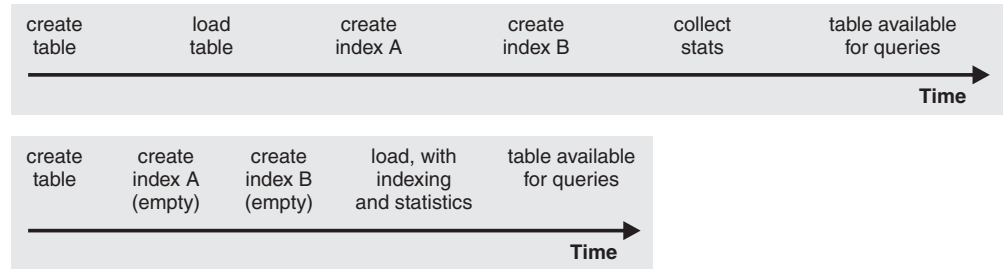 create load create create collect table available
table table index A index B stats for queries
Time
create create create load, with table available
table index A index B indexing for queries
(empty) (empty) and statistics
Time